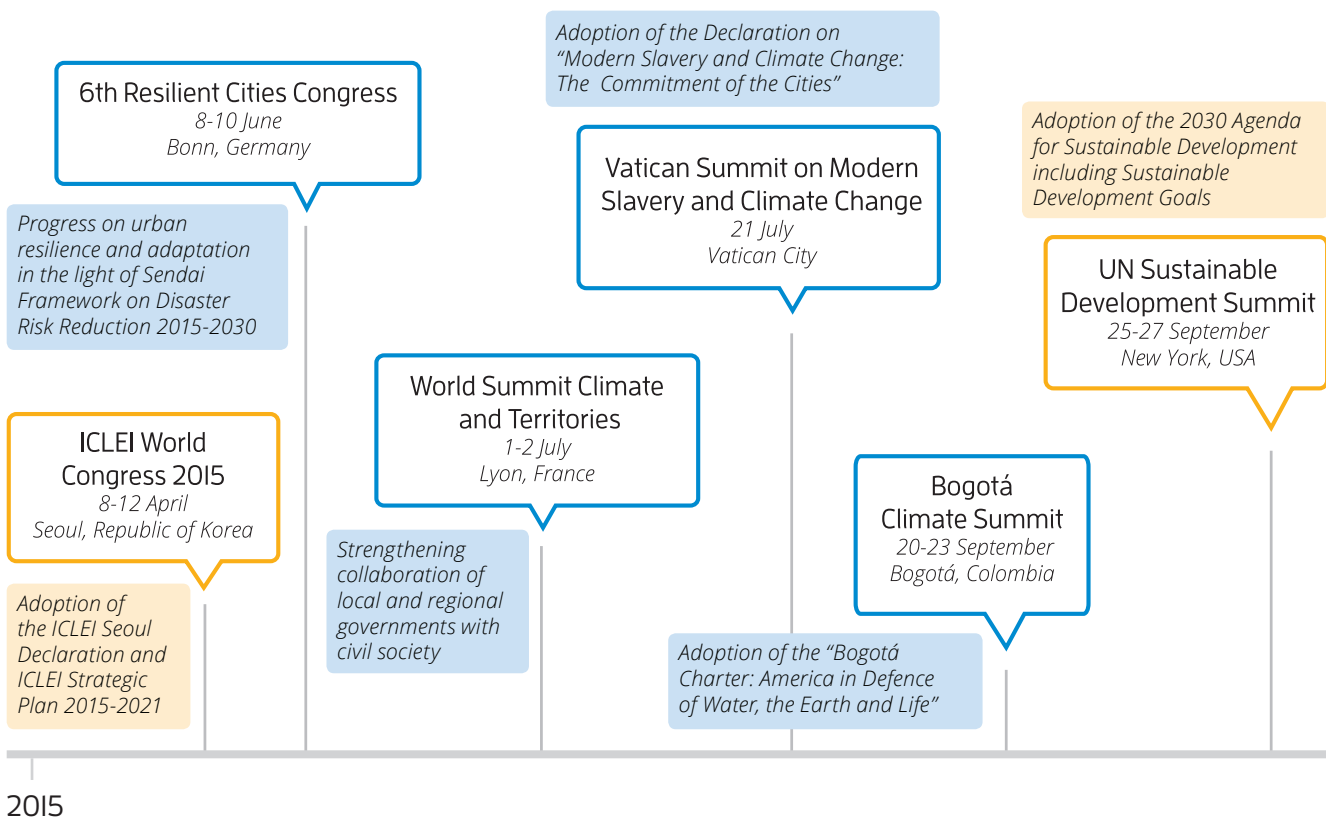 Adoption of the Declaration on
“Modern Slavery and Climate Change:
The Commitment of the Cities”
6th Resilient Cities Congress
8-10 June
Bonn, Germany
Adoption of the 2030 Agenda
for Sustainable Development
including Sustainable
Development Goals
Vatican Summit on Modern
Slavery and Climate Change
21 July
Vatican City
Progress on urban
resilience and adaptation
in the light of Sendai
Framework on Disaster
Risk Reduction 2015-2030
UN Sustainable
Development Summit
25-27 September
New York, USA
World Summit Climate
and Territories
1-2 July
Lyon, France
ICLEI World
Congress 2015
8-12 April
Seoul, Republic of Korea
Bogotá
Climate Summit
20-23 September
Bogotá, Colombia
Strengthening
collaboration of
local and regional
governments with
civil society
Adoption of
the ICLEI Seoul
Declaration and
ICLEI Strategic
Plan 2015-2021
Adoption of the “Bogotá
Charter: America in Defence
of Water, the Earth and Life”
2015